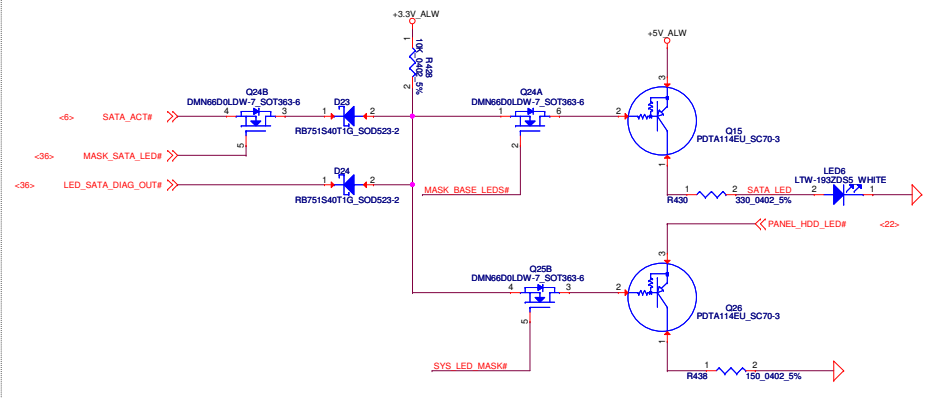 +3.3V_ALW
1
R428
10K_0402_5%
2
+5V_ALW
3
Q24B
DMN66D0LDW-7_SOT363-6
D23
Q24A
DMN66D0LDW-7_SOT363-6
<6> SATA_ACT# 4 3 1 2 1 6 2
RB751S40T1G_SOD523-2
Q15
PDTA114EU_SC70-3
5
2
1
<36> MASK_SATA_LED#
D24
<36> LED_SATA_DIAG_OUT# 1 2
MASK_BASE_LEDS#
RB751S40T1G_SOD523-2
LED6
LTW-193ZDS5_WHITE
1 2 SATA_LED 2 1
R430 330_0402_5%
PANEL_HDD_LED# <22>
3
Q25B
DMN66D0LDW-7_SOT363-6
4 3 2
Q26
PDTA114EU_SC70-3
5
1
SYS_LED_MASK#
1 2
R438 150_0402_5%